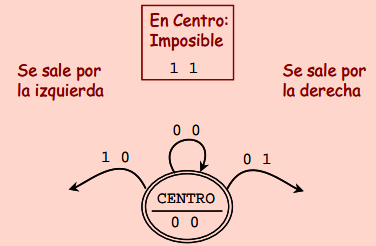 En Centro:
Imposible
1 1
Se sale por
la izquierda
Se sale por
la derecha
0 0
1 0
0 1
CENTRO
0 0